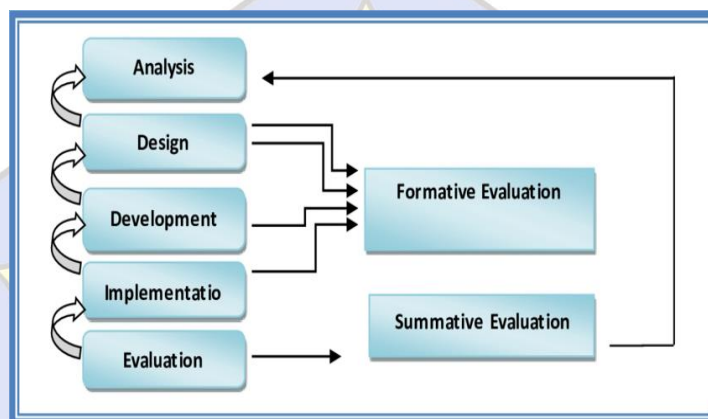 Analysis
Design
Formative Evaluation
Development
Implementatio
Summative Evaluation
Evaluation